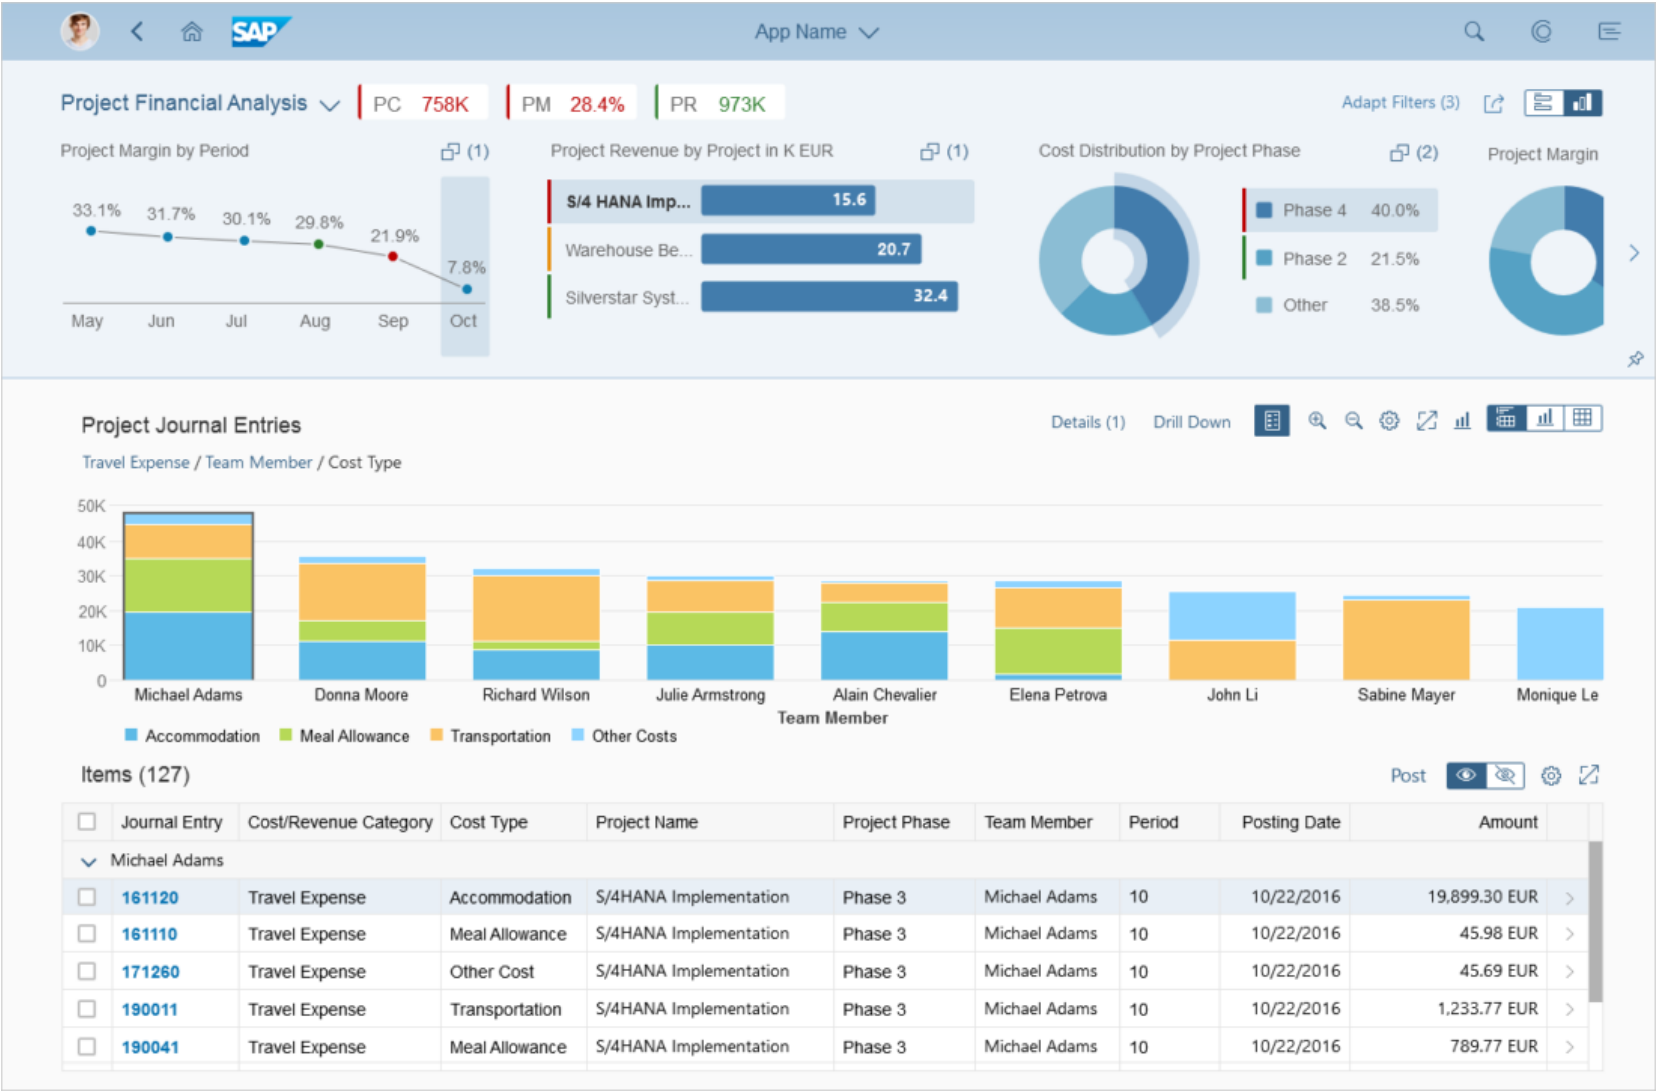 SAP
App Name
Project Financial Analysis
PC 758K
PM 28.4%
PR 973K
Adapt Filters (3)
Project Margin by Period (1)
33.1% 31.7% 30.1% 29.8% 21.9% 7.8%
May Jun Jul Aug Sep Oct
Project Revenue by Project in K EUR (1)
S/4 HANA Imp... 15.6
Warehouse Be... 20.7
Silverstar Syst... 32.4
Cost Distribution by Project Phase (2)
Phase 4 40.0%
Phase 2 21.5%
Other 38.5%
Project Margin
Project Journal Entries
Details (1) Drill Down
Travel Expense / Team Member / Cost Type
50K
40K
30K
20K
10K
0
Michael Adams Donna Moore Richard Wilson Julie Armstrong Alain Chevalier Elena Petrova John Li Sabine Mayer Monique Le
Team Member
Accommodation Meal Allowance Transportation Other Costs
Items (127) Post
Journal Entry Cost/Revenue Category Cost Type Project Name Project Phase Team Member Period Posting Date Amount
Michael Adams
161120 Travel Expense Accommodation S/4HANA Implementation Phase 3 Michael Adams 10 10/22/2016 19,899.30 EUR
161110 Travel Expense Meal Allowance S/4HANA Implementation Phase 3 Michael Adams 10 10/22/2016 45.98 EUR
171260 Travel Expense Other Cost S/4HANA Implementation Phase 3 Michael Adams 10 10/22/2016 45.69 EUR
190011 Travel Expense Transportation S/4HANA Implementation Phase 3 Michael Adams 10 10/22/2016 1,233.77 EUR
190041 Travel Expense Meal Allowance S/4HANA Implementation Phase 3 Michael Adams 10 10/22/2016 789.77 EUR